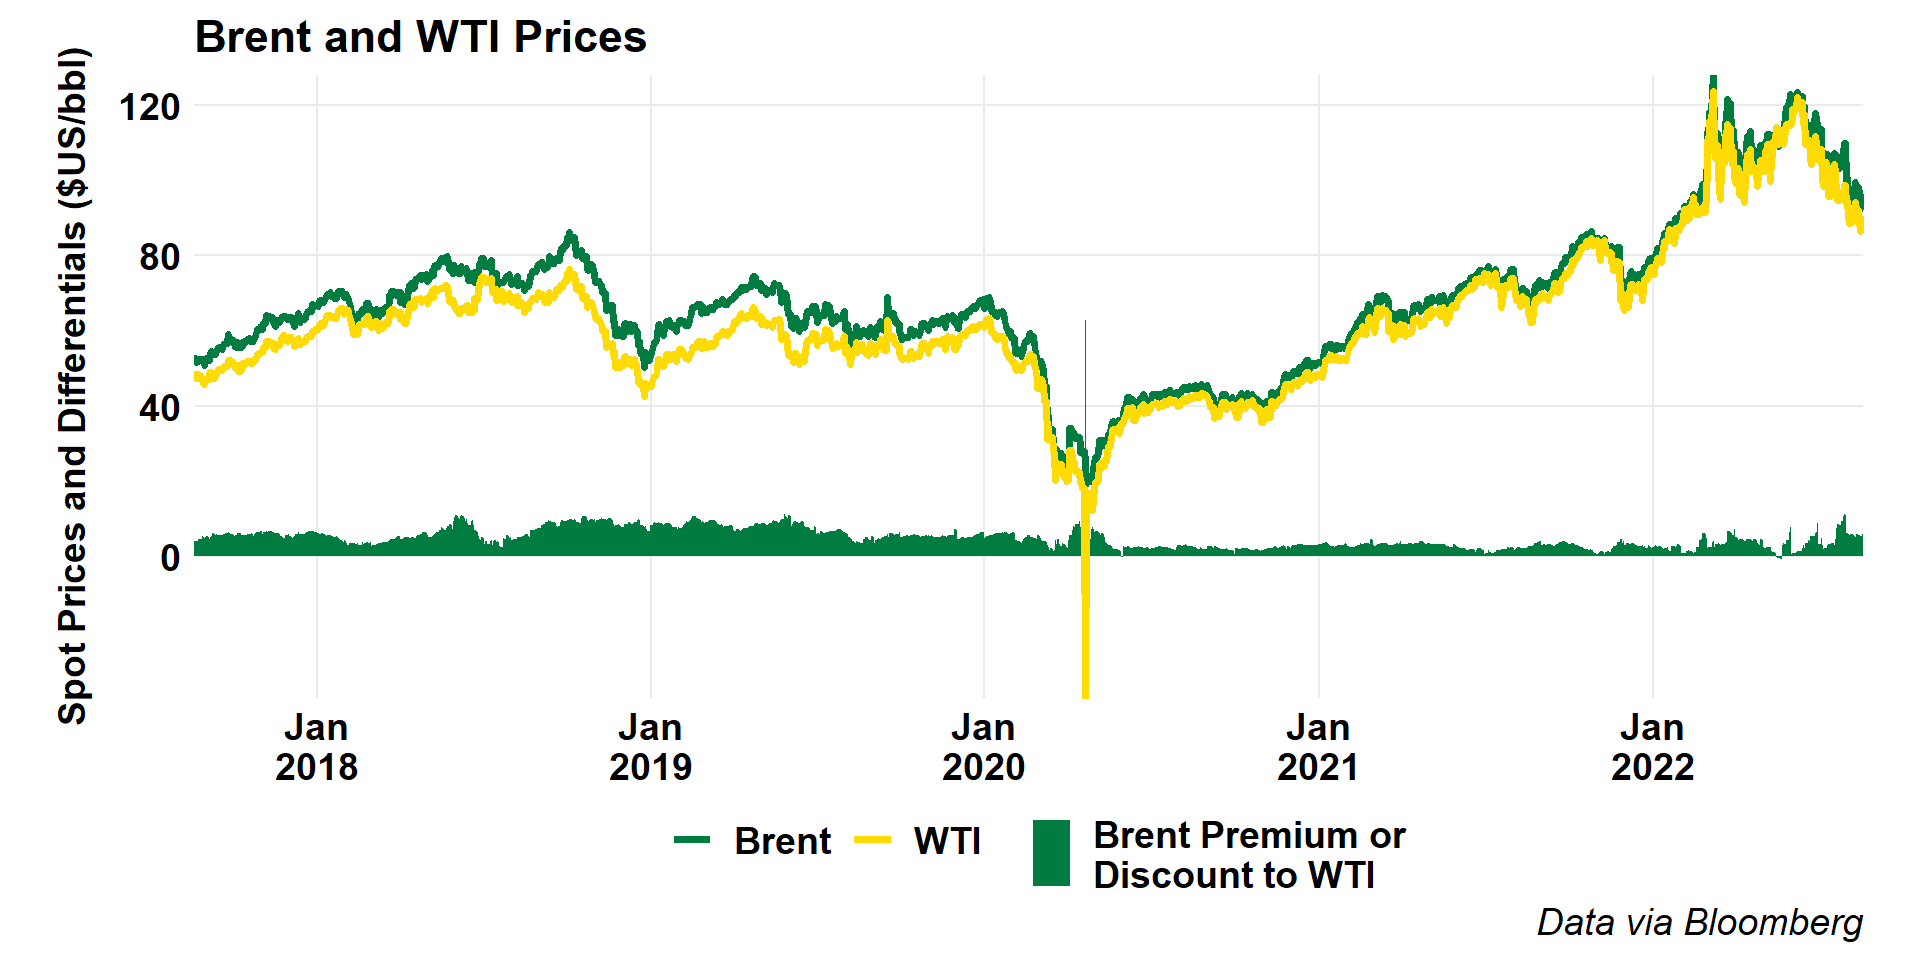 Brent and WTI Prices
Spot Prices and Differentials ($US/bbl)
120
80
40
0
Jan
2018
Jan
2019
Jan
2020
Jan
2021
Jan
2022
Brent
WTI
Brent Premium or
Discount to WTI
Data via Bloomberg